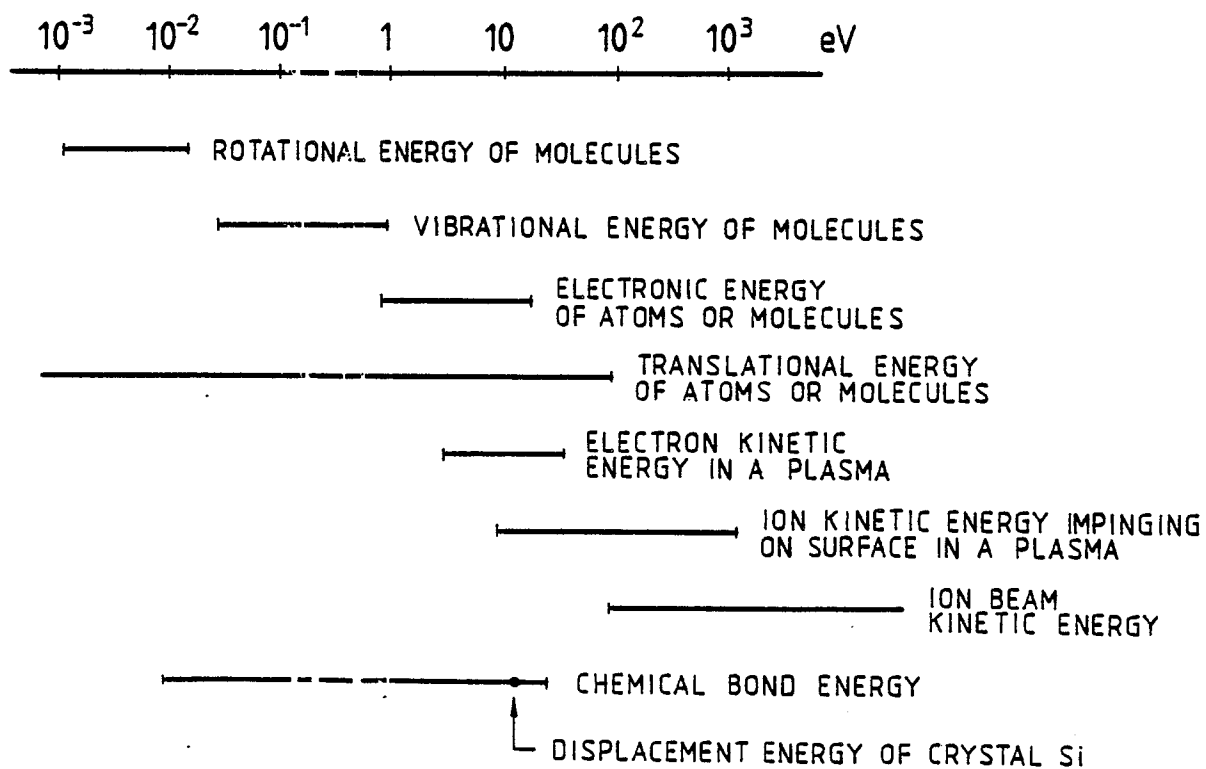 10⁻³ 10⁻² 10⁻¹ 1 10 10² 10³ eV
ROTATIONAL ENERGY OF MOLECULES
VIBRATIONAL ENERGY OF MOLECULES
ELECTRONIC ENERGY
OF ATOMS OR MOLECULES
TRANSLATIONAL ENERGY
OF ATOMS OR MOLECULES
ELECTRON KINETIC
ENERGY IN A PLASMA
ION KINETIC ENERGY IMPINGING
ON SURFACE IN A PLASMA
ION BEAM
KINETIC ENERGY
CHEMICAL BOND ENERGY
DISPLACEMENT ENERGY OF CRYSTAL Si